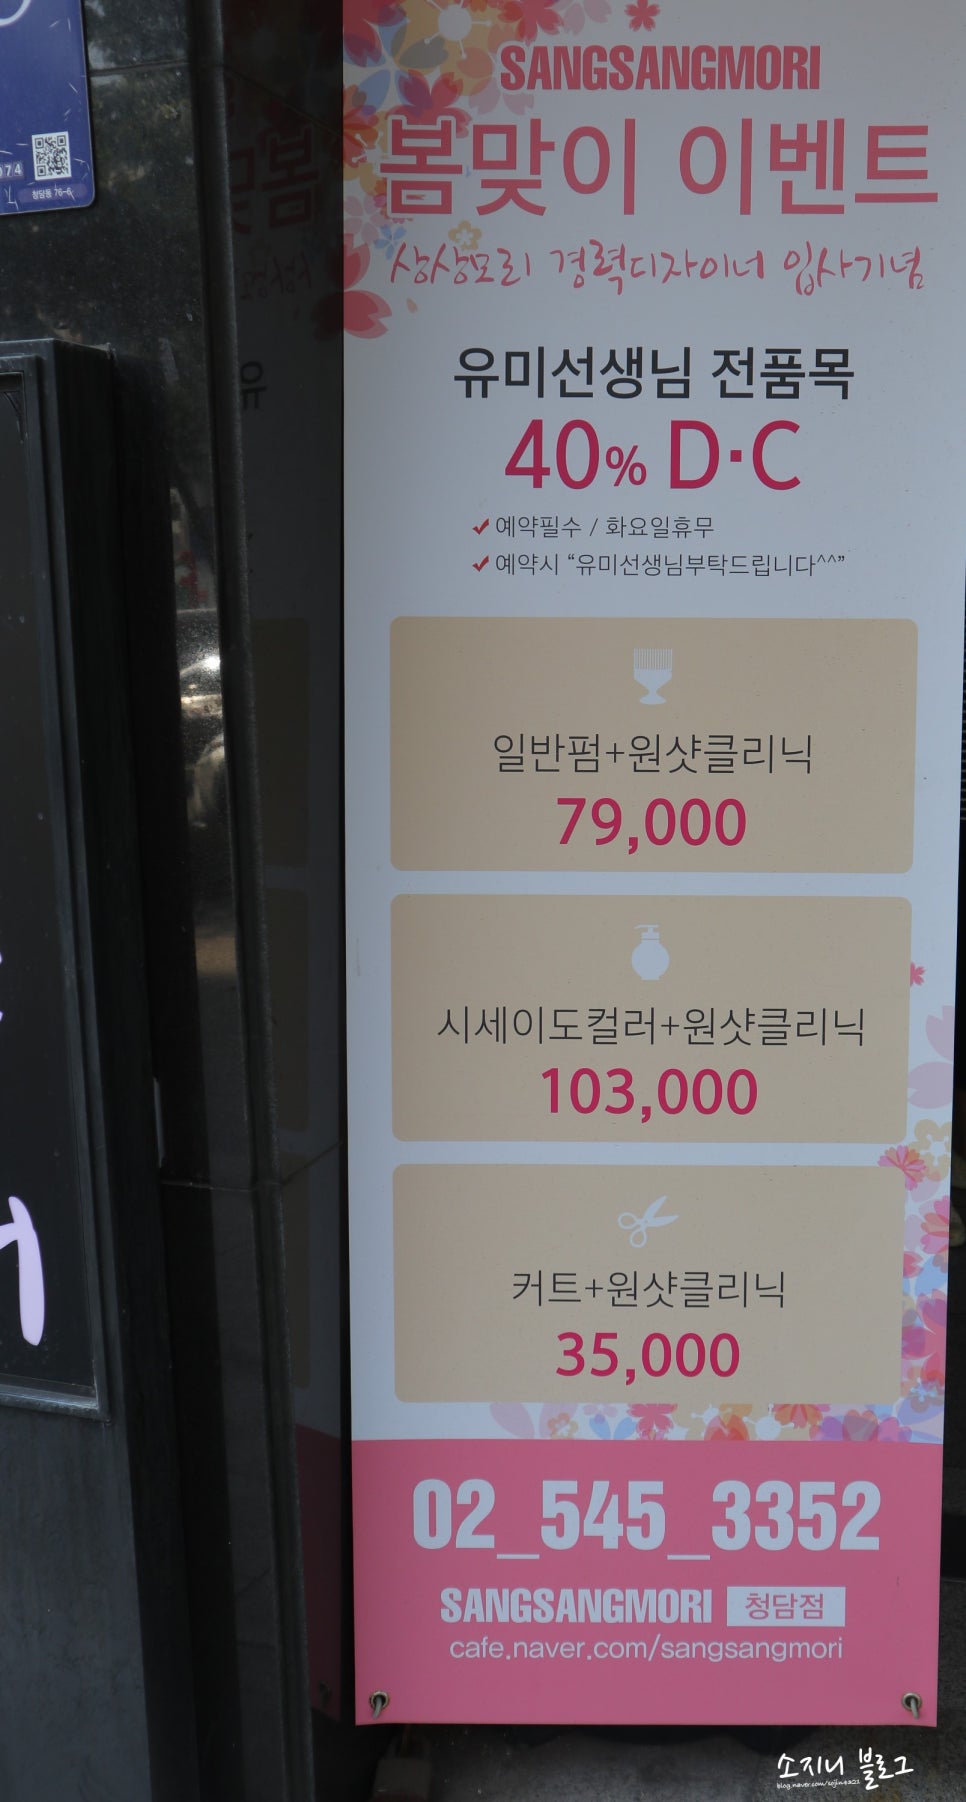 SANGSANGMORI
봄맞이 이벤트
상상모리 경력디자이너 입사기념
유미선생님 전품목
40% D·C
예약필수 / 화요일휴무
예약시 “유미선생님부탁드립니다^^”
일반펌+원샷클리닉
79,000
시세이도컬러+원샷클리닉
103,000
커트+원샷클리닉
35,000
02_545_3352
SANGSANGMORI 청담점
cafe.naver.com/sangsangmori
청담동 76-6
소지니 블로그